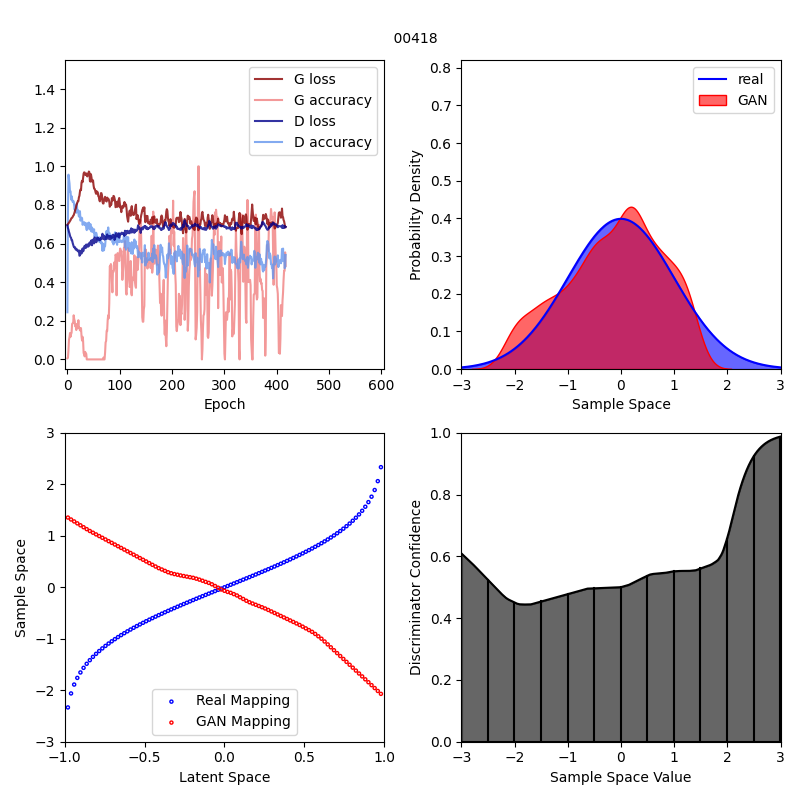 00418
G loss
G accuracy
D loss
D accuracy
1.4
1.2
1.0
0.8
0.6
0.4
0.2
0.0
0 100 200 300 400 500 600
Epoch
real
GAN
Probability Density
0.8
0.7
0.6
0.5
0.4
0.3
0.2
0.1
0.0
−3 −2 −1 0 1 2 3
Sample Space
Sample Space
3
2
1
0
−1
−2
−3
Real Mapping
GAN Mapping
−1.0 −0.5 0.0 0.5 1.0
Latent Space
Discriminator Confidence
1.0
0.8
0.6
0.4
0.2
0.0
−3 −2 −1 0 1 2 3
Sample Space Value